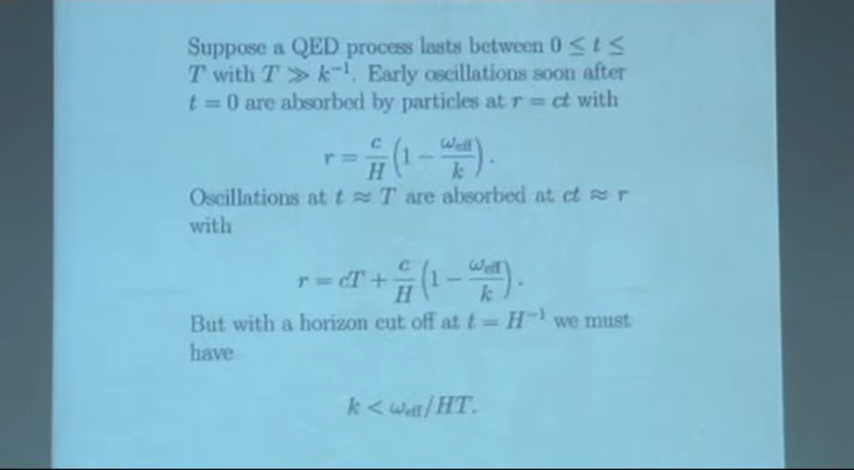 Suppose a QED process lasts between 0 ≤ t ≤
T with T ≫ k⁻¹. Early oscillations soon after
t = 0 are absorbed by particles at r = ct with
r = c/H (1 − ω_eff/k).
Oscillations at t ≈ T are absorbed at ct ≈ r
with
r = cT + c/H (1 − ω_eff/k).
But with a horizon cut off at t = H⁻¹ we must
have
k < ω_eff/HT.